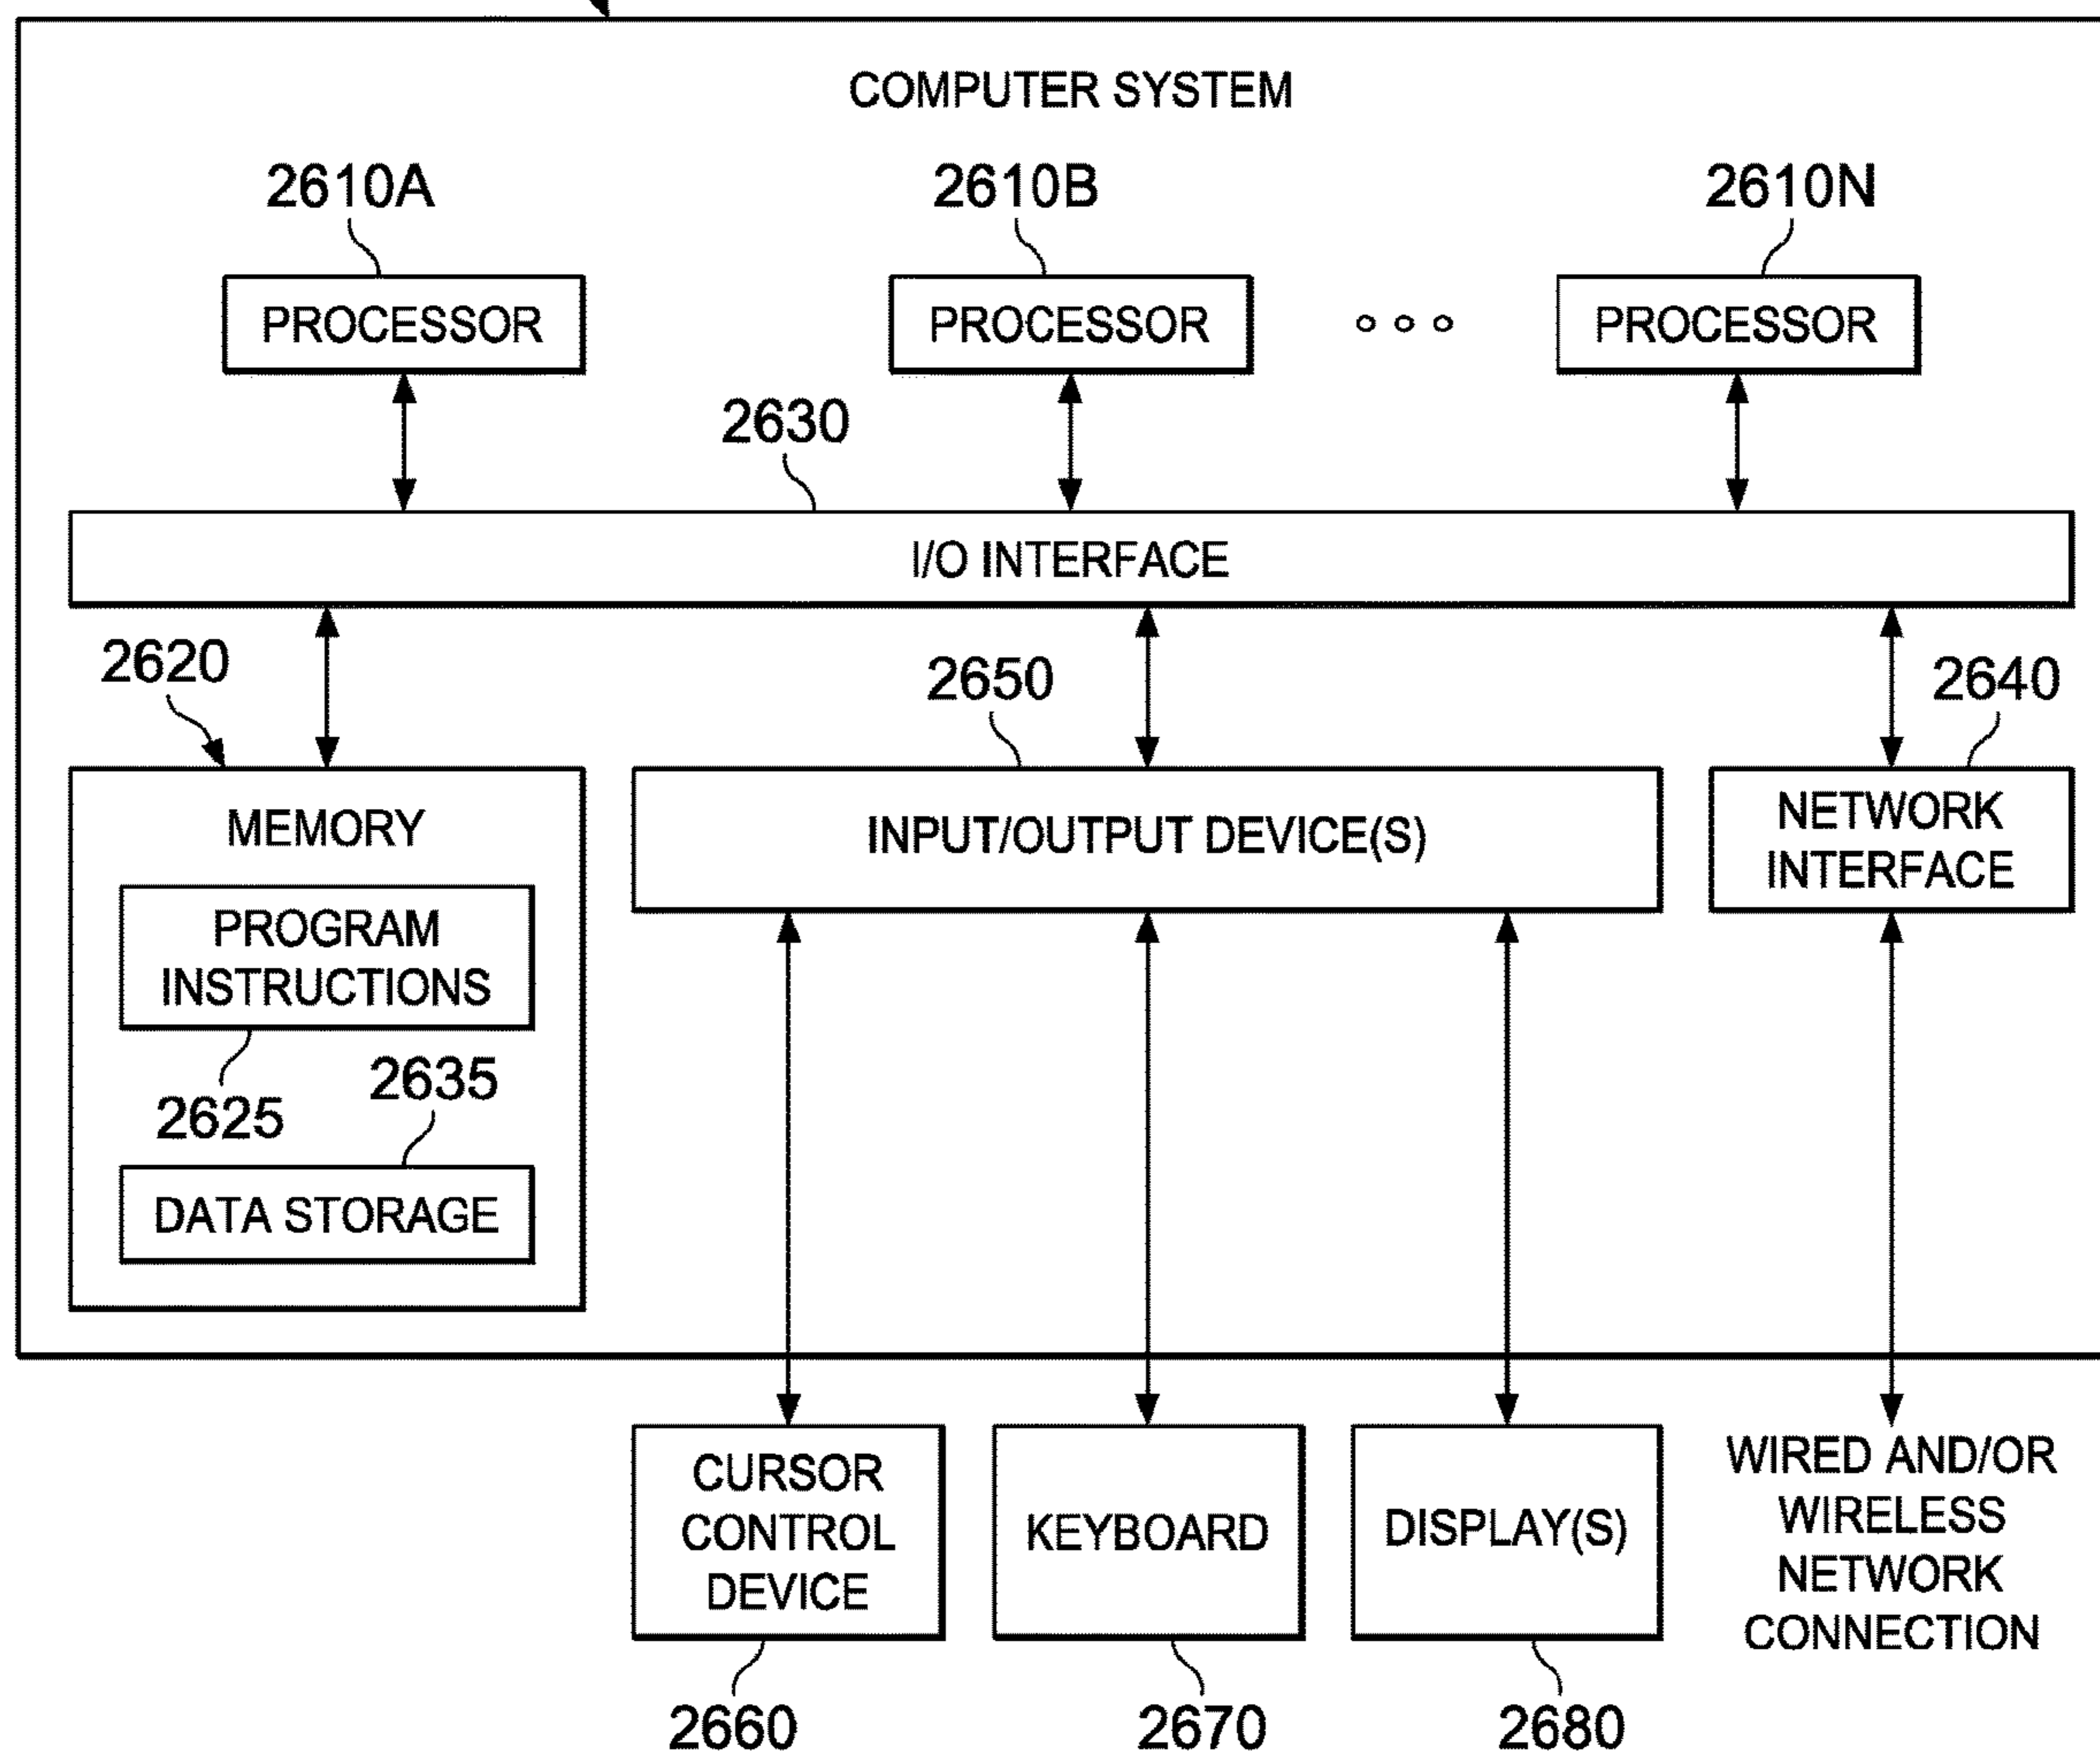 COMPUTER SYSTEM
2610A
2610B
2610N
PROCESSOR
PROCESSOR
PROCESSOR
2630
I/O INTERFACE
2620
2650
2640
MEMORY
PROGRAM
INSTRUCTIONS
2625
2635
DATA STORAGE
INPUT/OUTPUT DEVICE(S)
NETWORK
INTERFACE
CURSOR
CONTROL
DEVICE
KEYBOARD
DISPLAY(S)
WIRED AND/OR
WIRELESS
NETWORK
CONNECTION
2660
2670
2680